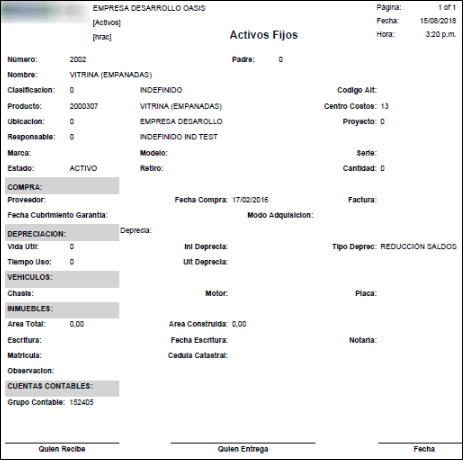 EMPRESA DESARROLLO OASIS Pagina: 1 of 1
[Activos] Fecha: 15/08/2018
[hrac] Activos Fijos Hora: 3:20 p.m.
Número: 2002 Padre: 0
Nombre: VITRINA (EMPANADAS)
Clasificacion: 0 INDEFINIDO Codigo Alt:
Producto: 2000307 VITRINA (EMPANADAS) Centro Costos: 13
Ubicacion: 0 EMPRESA DESAROLLO Proyecto: 0
Responsable: 0 INDEFINIDO IND TEST
Marca: Modelo: Serie:
Estado: ACTIVO Retiro: Cantidad: 0
COMPRA:
Proveedor: Fecha Compra: 17/02/2016 Factura:
Fecha Cubrimiento Garantia: Modo Adquisicion:
DEPRECIACION: Deprecia:
Vida Util: 0 Ini Deprecia: Tipo Deprec: REDUCCIÓN SALDOS
Tiempo Uso: 0 Ult Deprecia:
VEHICULOS:
Chasis: Motor: Placa:
INMUEBLES:
Area Total: 0,00 Area Construida: 0,00
Escritura: Fecha Escritura: Notaria:
Matricula: Cedula Catastral:
Observacion:
CUENTAS CONTABLES:
Grupo Contable: 152405
Quien Recibe Quien Entrega Fecha